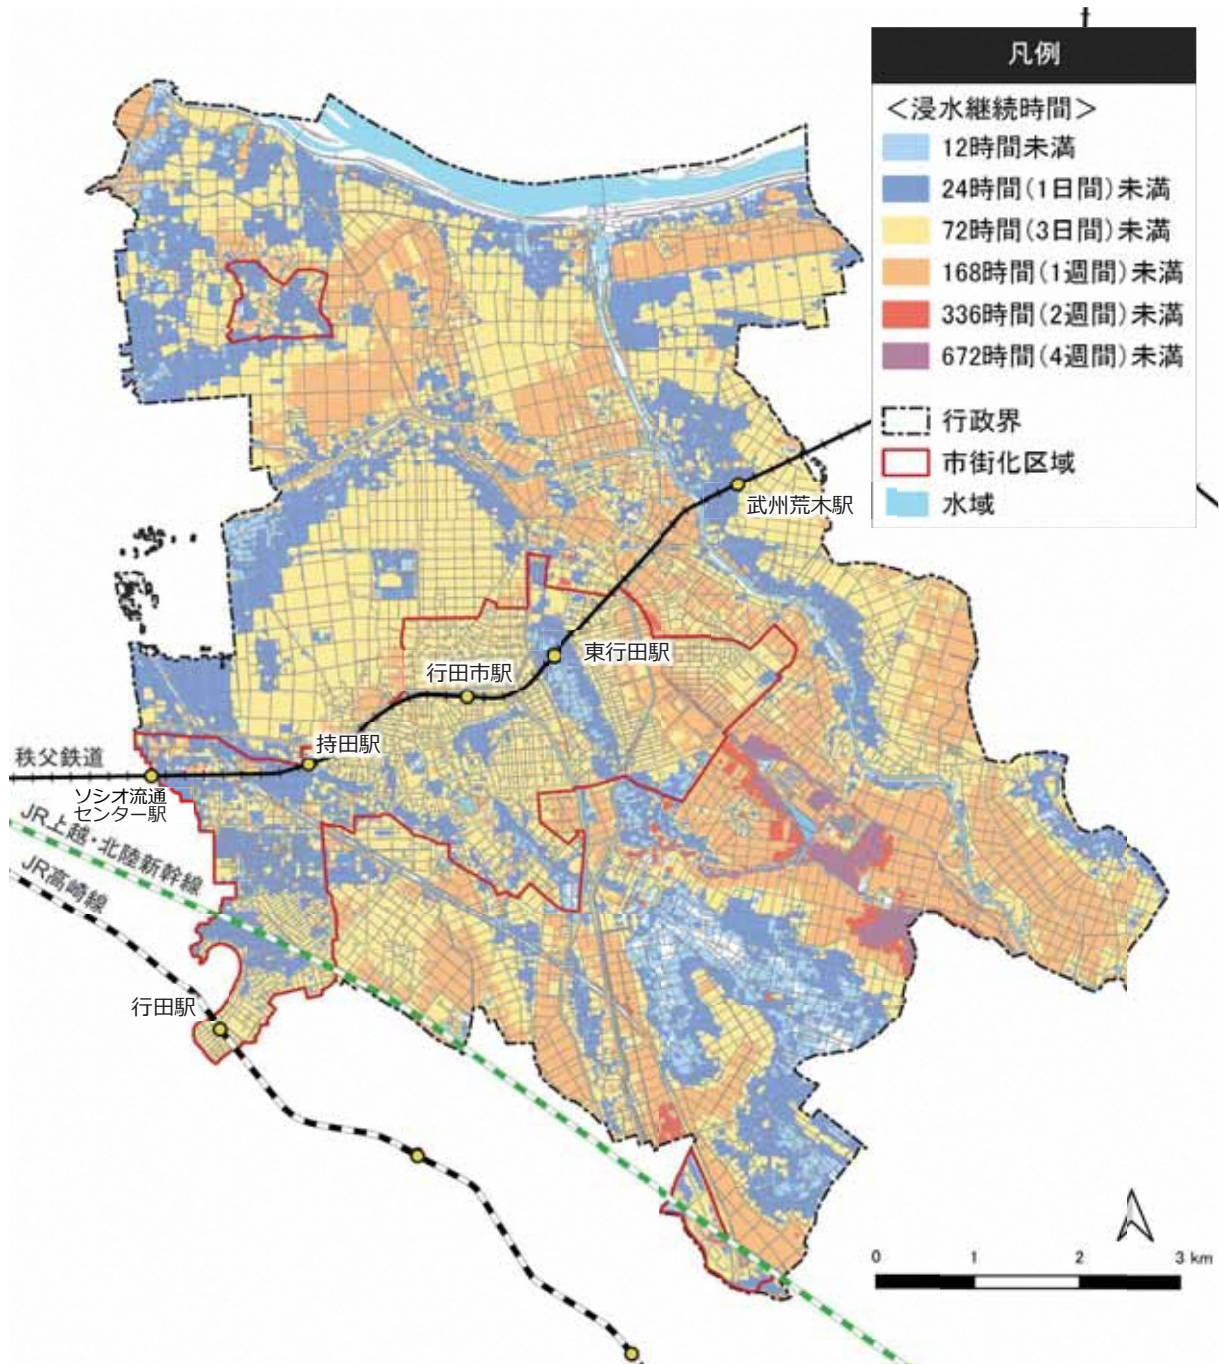 凡例
<浸水継続時間>
12時間未満
24時間(1日間)未満
72時間(3日間)未満
168時間(1週間)未満
336時間(2週間)未満
672時間(4週間)未満
行政界
市街化区域
水域
武州荒木駅
東行田駅
行田市駅
持田駅
秩父鉄道
ソシオ流通
センター駅
JR上越・北陸新幹線
JR高崎線
行田駅
0 1 2 3 km